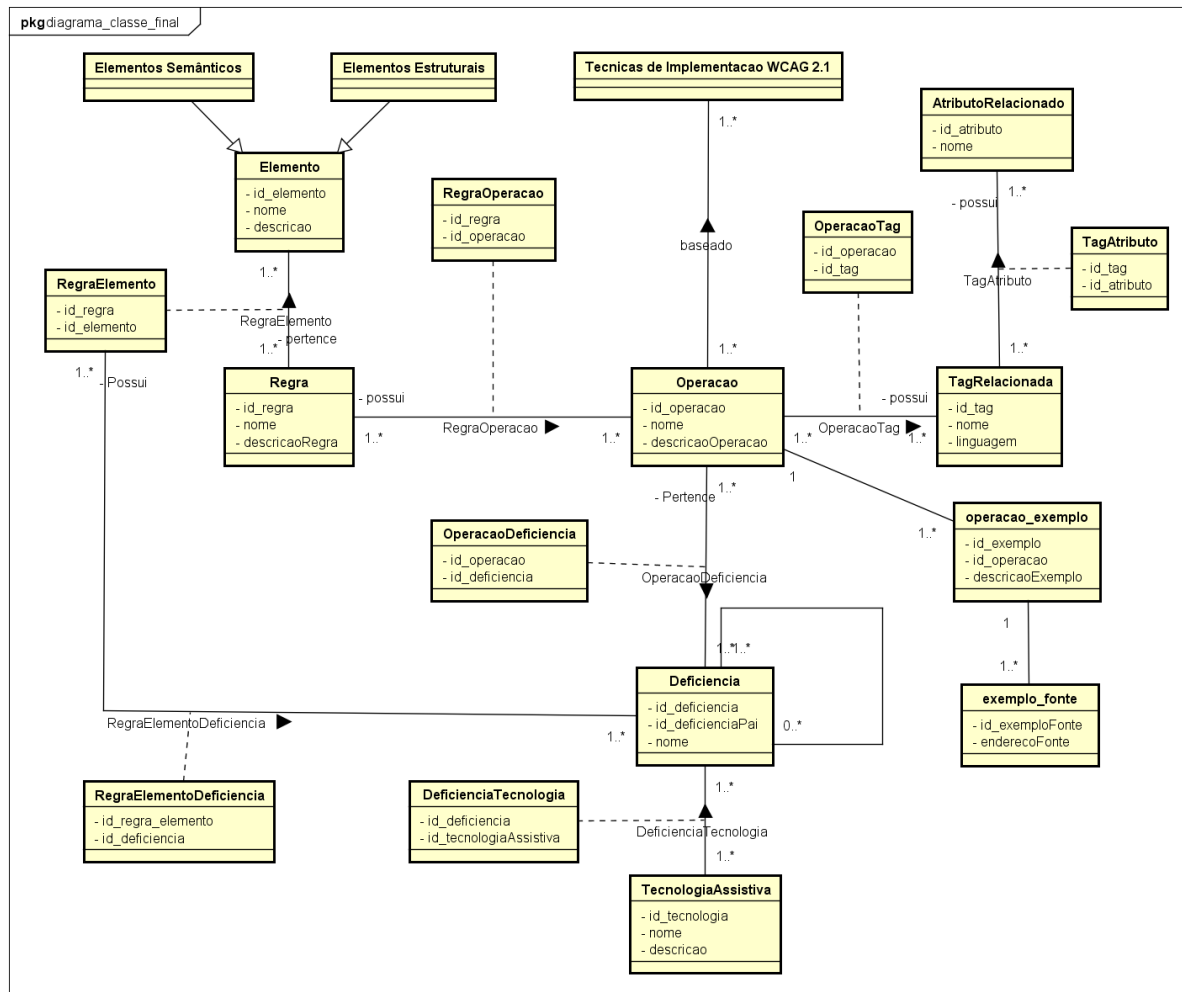 pkg diagrama_classe_final
Elementos Semânticos
Elementos Estruturais
Tecnicas de Implementacao WCAG 2.1
1..*
AtributoRelacionado
- id_atributo
- nome
1..*
- possui
Elemento
- id_elemento
- nome
- descricao
1..*
RegraOperacao
- id_regra
- id_operacao
baseado
OperacaoTag
- id_operacao
- id_tag
TagAtributo
- id_tag
- id_atributo
TagAtributo
RegraElemento
- id_regra
- id_elemento
RegraElemento
- pertence
1..*
1..*
1..*
1..*
- Possui
Regra
- id_regra
- nome
- descricaoRegra
- possui
1..*
RegraOperacao
1..*
Operacao
- id_operacao
- nome
- descricaoOperacao
- possui
1..*
OperacaoTag
1..*
TagRelacionada
- id_tag
- nome
- linguagem
1
1..*
- Pertence
1..*
operacao_exemplo
- id_exemplo
- id_operacao
- descricaoExemplo
OperacaoDeficiencia
- id_operacao
- id_deficiencia
OperacaoDeficiencia
1
1..*
1..*
1..*
Deficiencia
- id_deficiencia
- id_deficienciaPai
- nome
0..*
exemplo_fonte
- id_exemploFonte
- enderecoFonte
RegraElementoDeficiencia
1..*
RegraElementoDeficiencia
- id_regra_elemento
- id_deficiencia
DeficienciaTecnologia
- id_deficiencia
- id_tecnologiaAssistiva
1..*
DeficienciaTecnologia
1..*
TecnologiaAssistiva
- id_tecnologia
- nome
- descricao